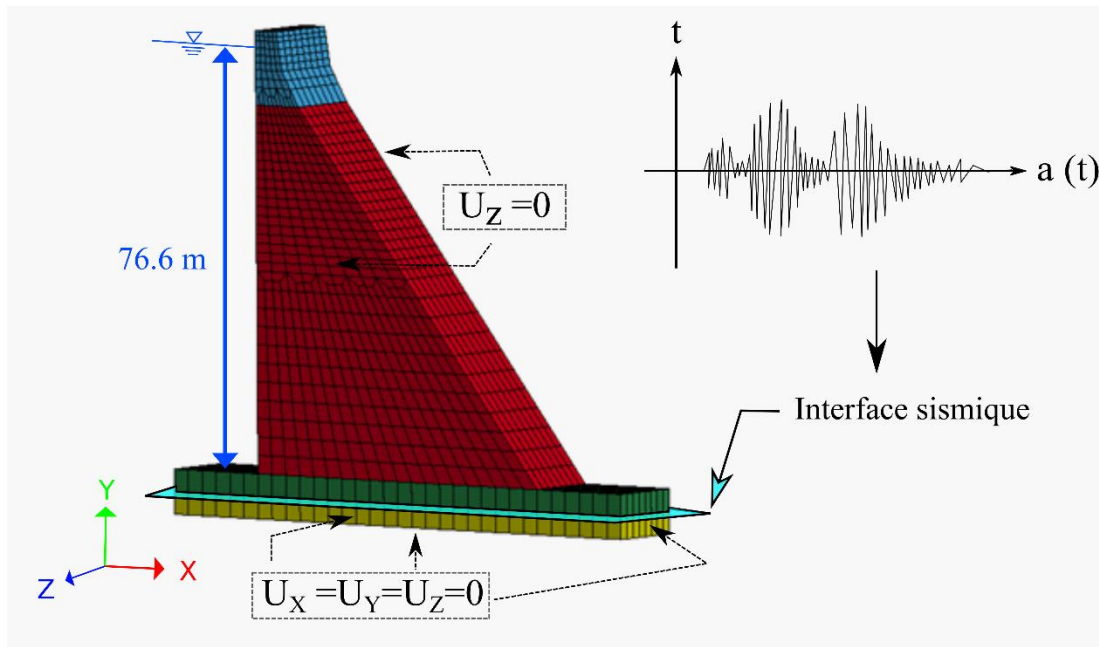 t
a (t)
U_Z =0
76.6 m
Interface sismique
Y
X
Z
U_X =U_Y=U_Z=0